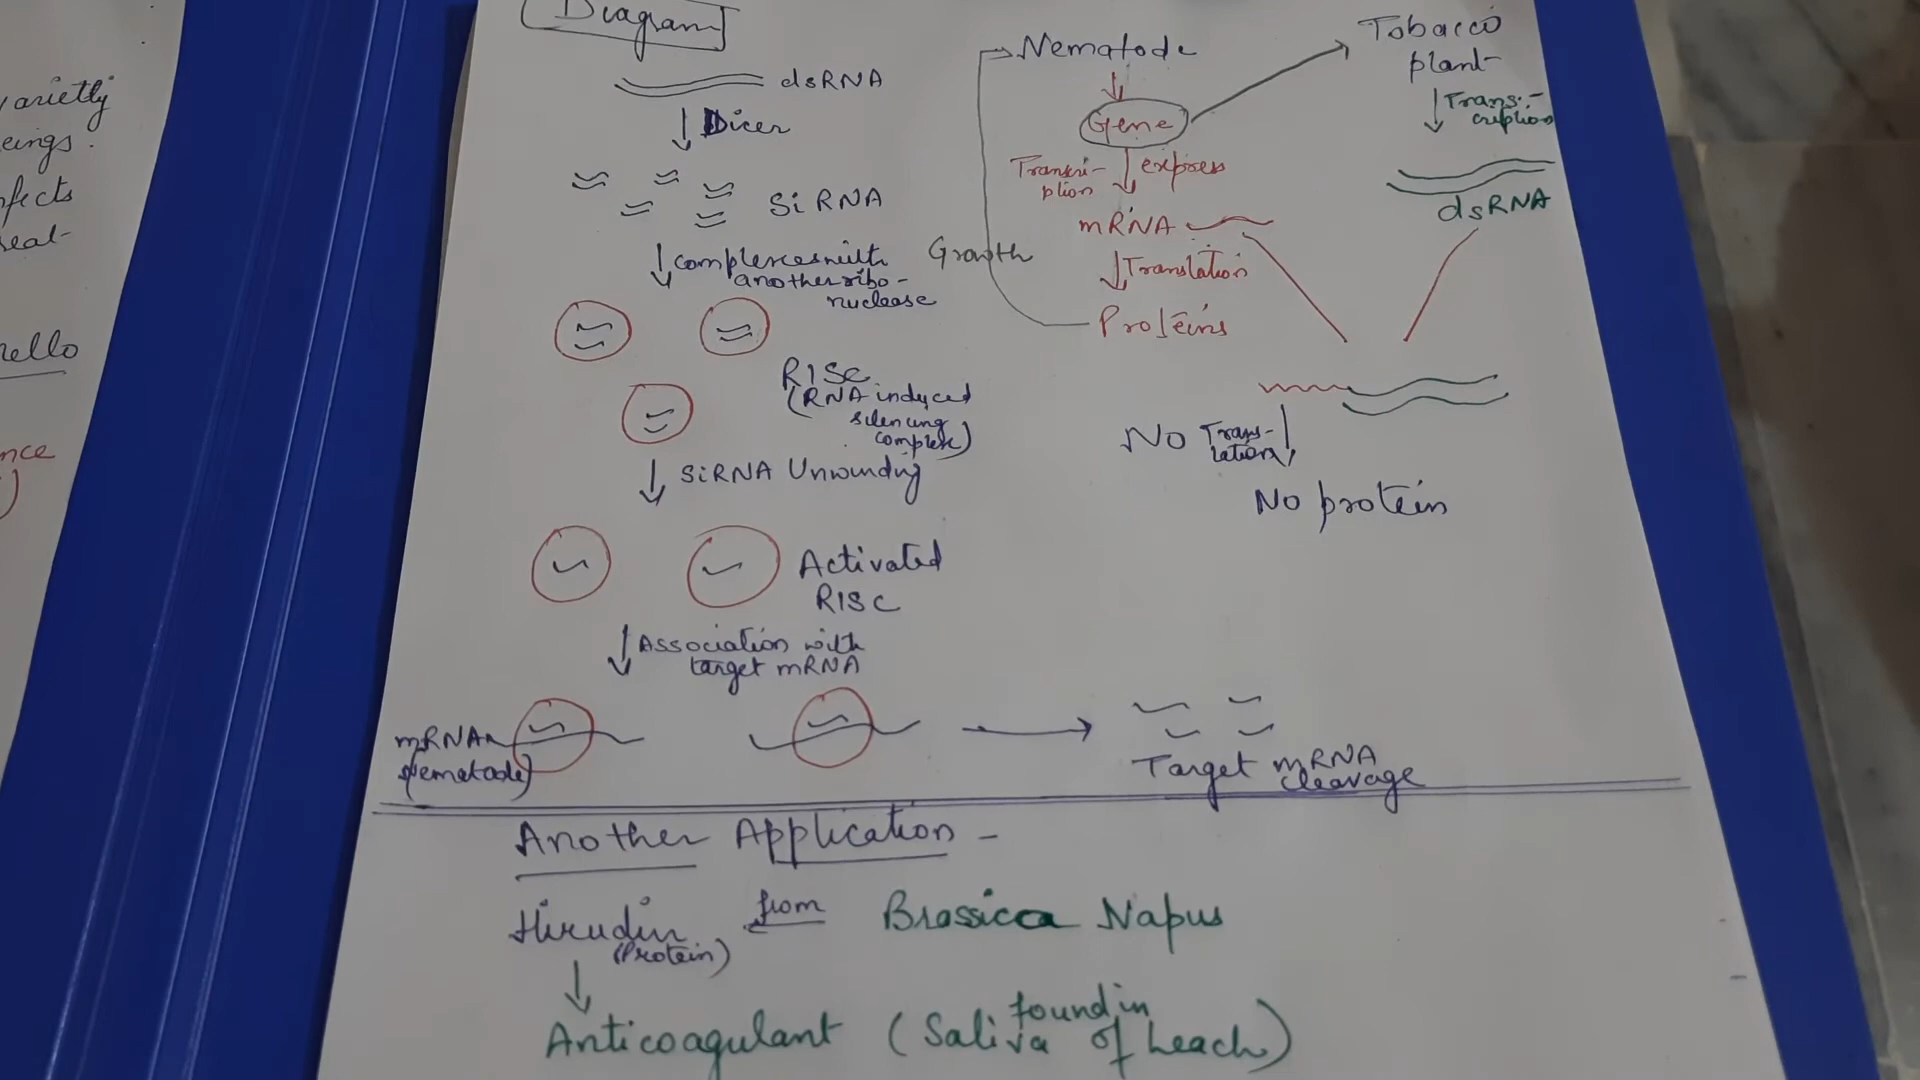 arietly
eings.
fects
seat-
nello
nce
Diagram
dsRNA
Dicer
SiRNA
complexes with
another ribo-
nuclease
RISC
(RNA induced
silencing
complex)
SiRNA Unwinding
Activated
RISC
Association with
target mRNA
mRNA
(Nematode)
Target mRNA
cleavage
Nematode
Gene
Transcri-
ption
express
mRNA
Translation
Proteins
Growth
Tobacco
plant
Trans-
cription
dsRNA
No Trans-
lation
No protein
Another Application -
Hirudin from Brassica Napus
(Protein)
Anticoagulant (found in
Saliva of Leach)